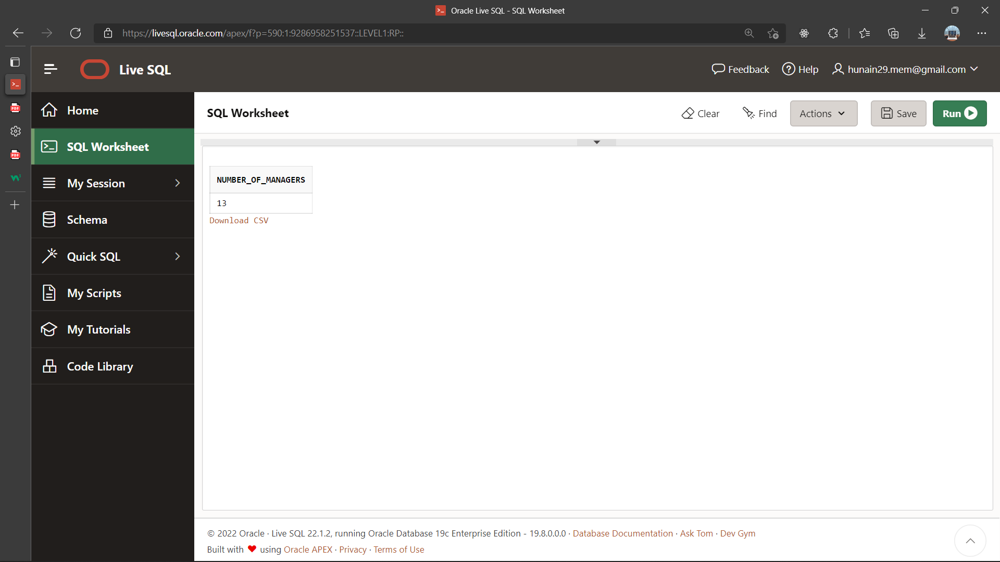 Oracle Live SQL - SQL Worksheet
https://livesql.oracle.com/apex/f?p=590:1:9286958251537::LEVEL1:RP::
Live SQL
Feedback
Help
hunain29.mem@gmail.com
PDF
PDF
Home
SQL Worksheet
My Session
Schema
Quick SQL
My Scripts
My Tutorials
Code Library
SQL Worksheet
Clear
Find
Actions
Save
Run
NUMBER_OF_MANAGERS
13
Download CSV
© 2022 Oracle · Live SQL 22.1.2, running Oracle Database 19c Enterprise Edition - 19.8.0.0.0 · Database Documentation · Ask Tom · Dev Gym
Built with ❤ using Oracle APEX · Privacy · Terms of Use